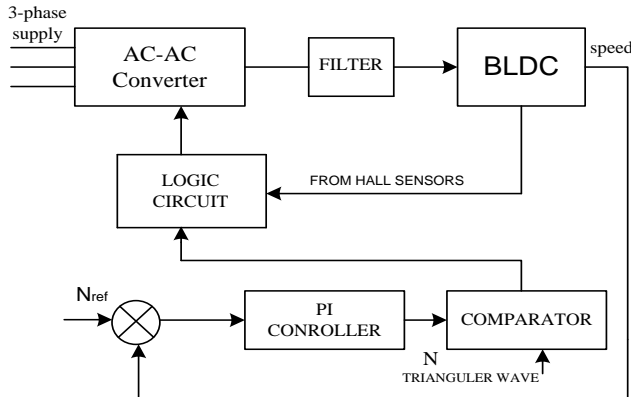 3-phase
supply
AC-AC
Converter
FILTER
BLDC
speed
LOGIC
CIRCUIT
FROM HALL SENSORS
Nref
PI
CONROLLER
COMPARATOR
N
TRIANGULER WAVE